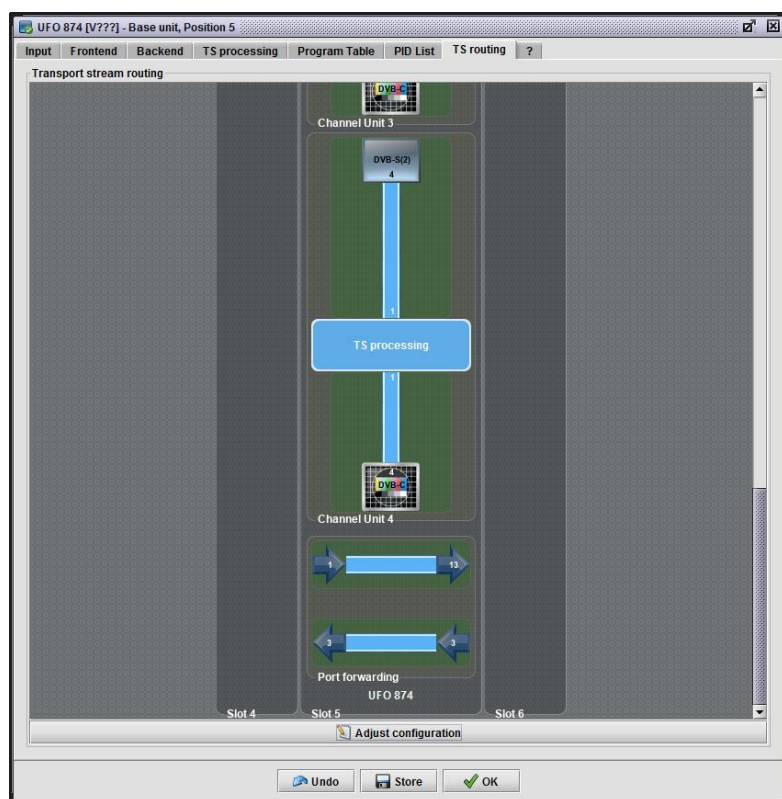 UFO 874 [V???] - Base unit, Position 5
Input Frontend Backend TS processing Program Table PID List TS routing ?
Transport stream routing
DVB-C
Channel Unit 3
DVB-S(2)
4
1
TS processing
1
4
DVB-C
Channel Unit 4
1 13
3 3
Port forwarding
UFO 874
Slot 4 Slot 5 Slot 6
Adjust configuration
Undo Store OK